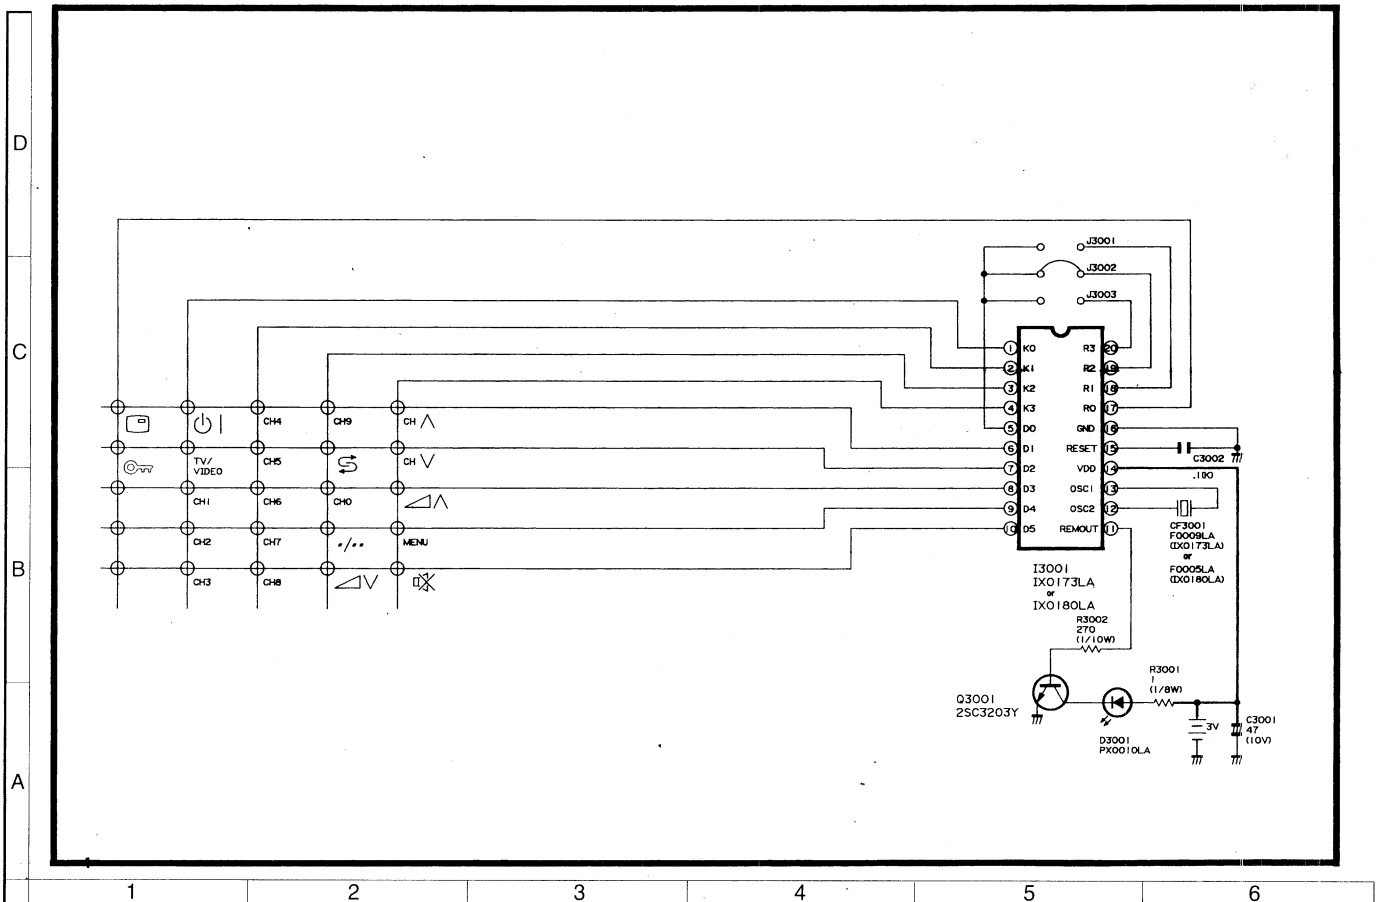 D
C
B
A
1
2
3
4
5
6
J3001
J3002
J3003
1
2
3
4
5
6
7
8
9
10
K0
K1
K2
K3
D0
D1
D2
D3
D4
D5
R3
R2
R1
R0
GND
RESET
VDD
OSC1
OSC2
REMOUT
20
19
18
17
16
15
14
13
12
11
C3002
.100
CF3001
F0009LA
(IX0173LA)
or
F0005LA
(IX0180LA)
I3001
IX0173LA
or
IX0180LA
R3002
270
(1/10W)
R3001
1
(1/8W)
Q3001
2SC3203Y
D3001
PX0010LA
3V
C3001
47
(10V)
CH4
CH9
CH
TV/
VIDEO
CH5
CH
CH1
CH6
CH0
CH2
CH7
MENU
CH3
CH8